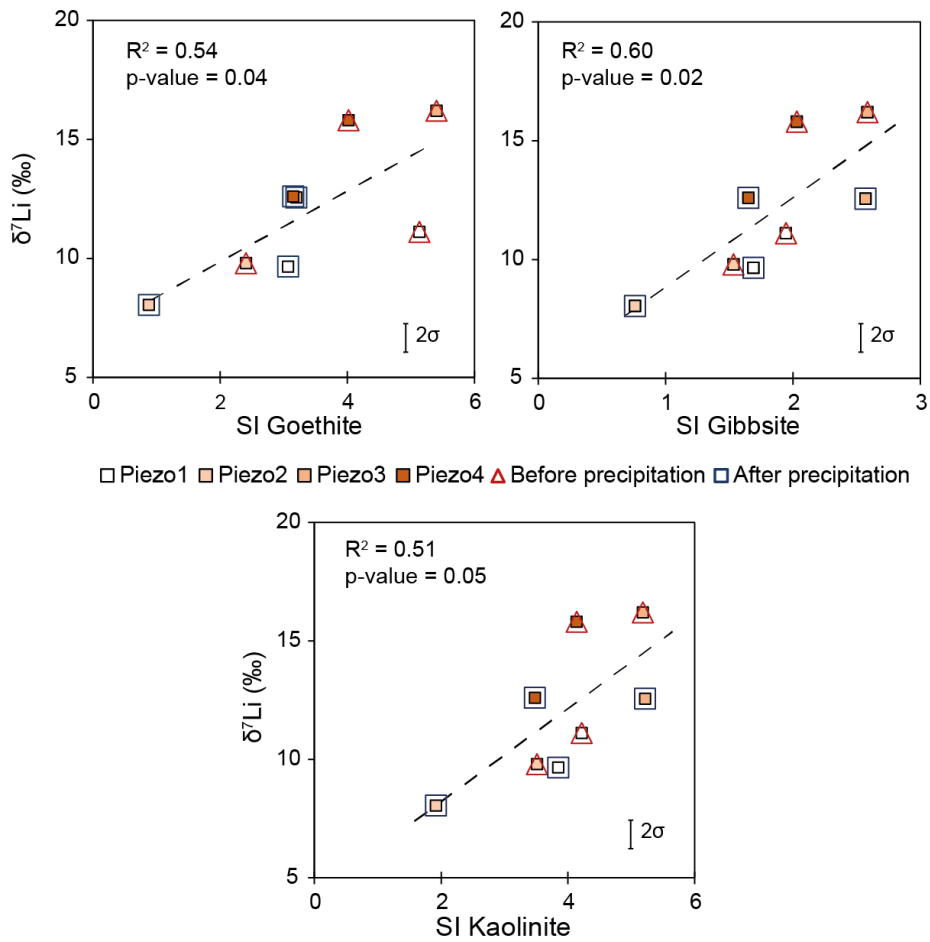 20
15
10
5
δ⁷Li (‰)
R² = 0.54
p-value = 0.04
2σ
0 2 4 6
SI Goethite
20
15
10
5
R² = 0.60
p-value = 0.02
2σ
0 1 2 3
SI Gibbsite
Piezo1 Piezo2 Piezo3 Piezo4 Before precipitation After precipitation
20
15
10
5
δ⁷Li (‰)
R² = 0.51
p-value = 0.05
2σ
0 2 4 6
SI Kaolinite